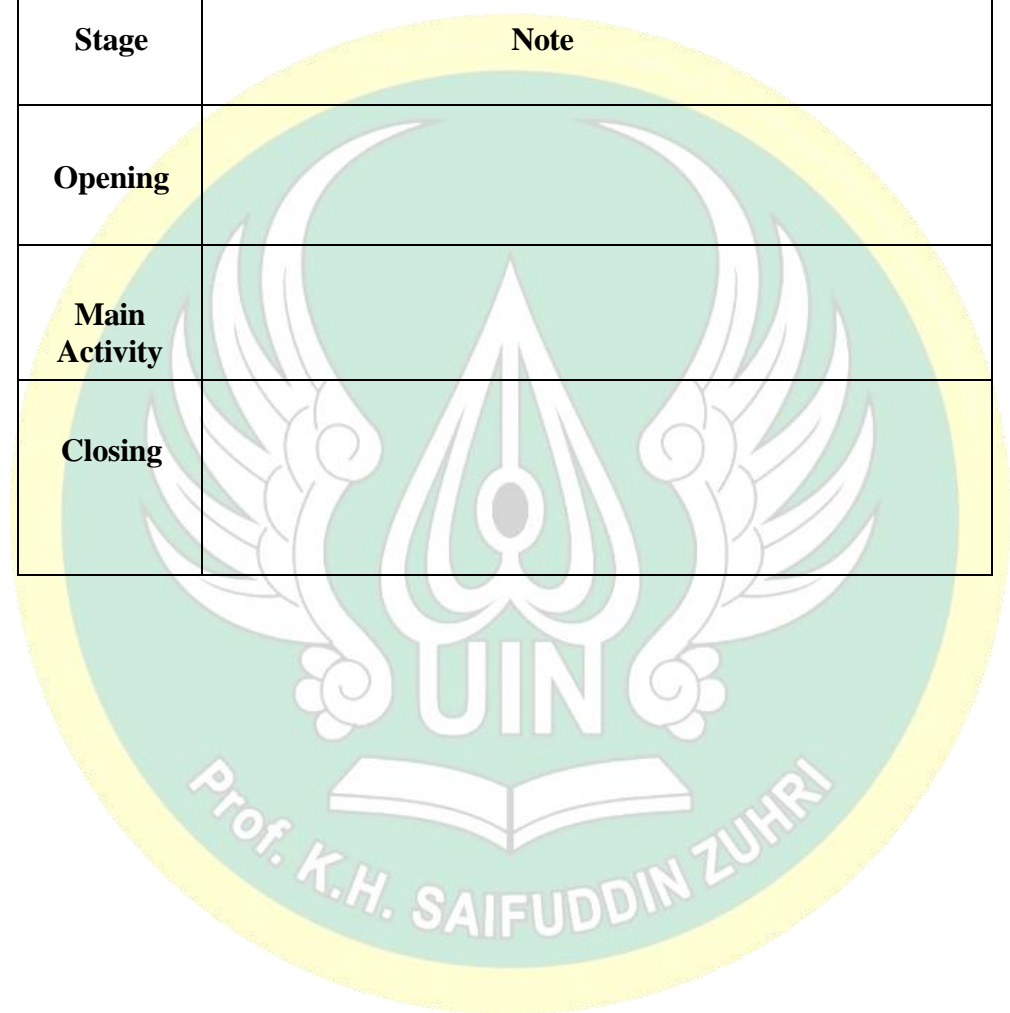 Stage Note
Opening
Main
Activity
Closing
UIN
Prof. K.H. SAIFUDDIN ZUHRI